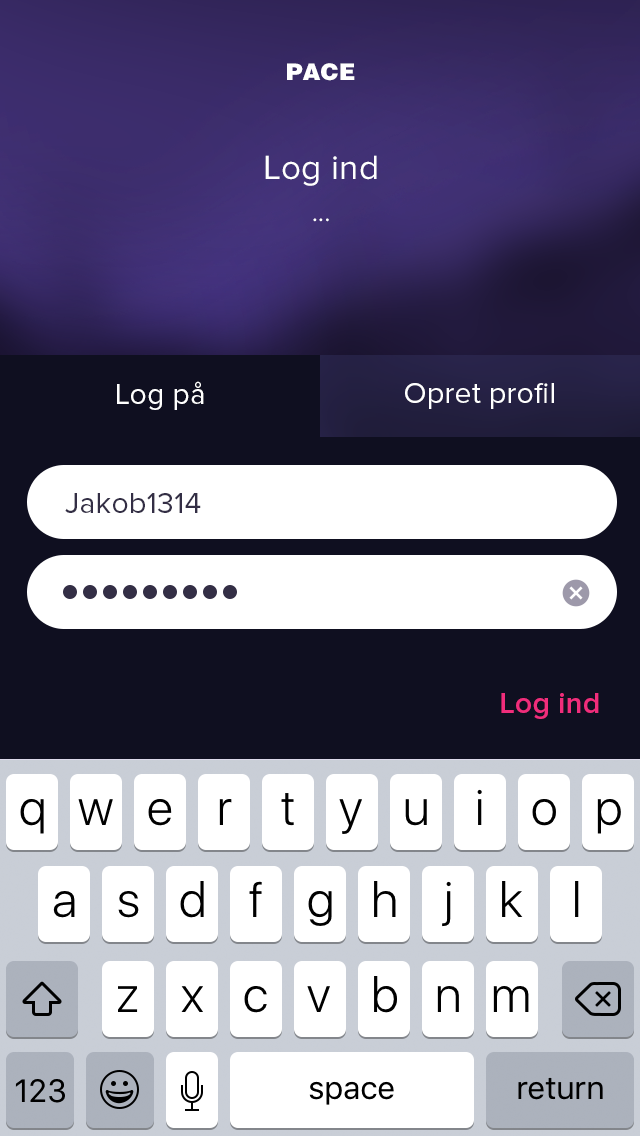 PACE
Log ind
...
Log på
Opret profil
Jakob1314
•••••••••
Log ind
q w e r t y u i o p
a s d f g h j k l
z x c v b n m
123 space return